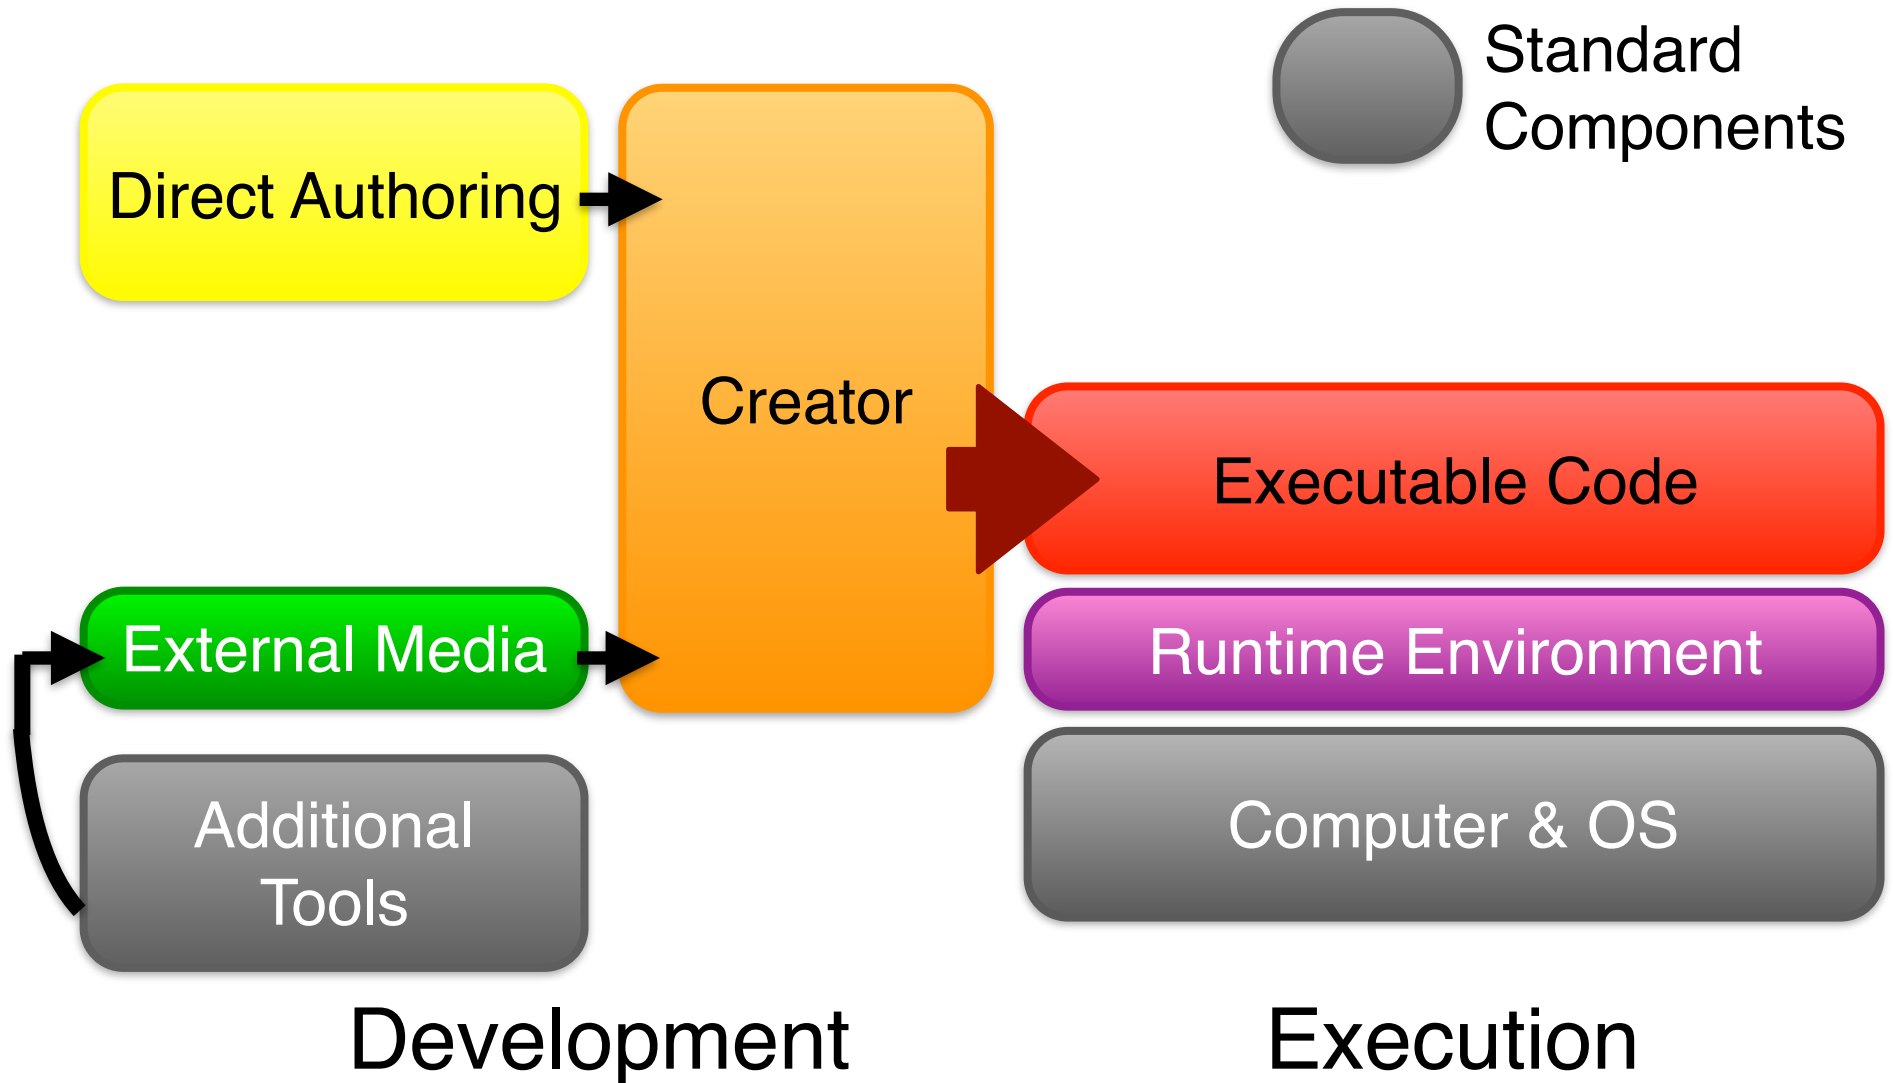 Standard
Components
Direct Authoring
Creator
Executable Code
External Media
Runtime Environment
Additional
Tools
Computer & OS
Development
Execution